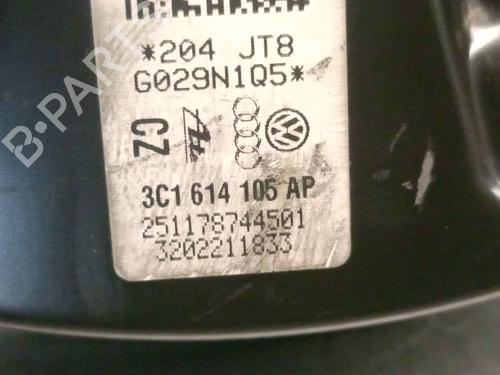 *204 JT8
G029N1Q5*
CZ
3C1 614 105 AP
251178744501
3202211833
B-PARTS